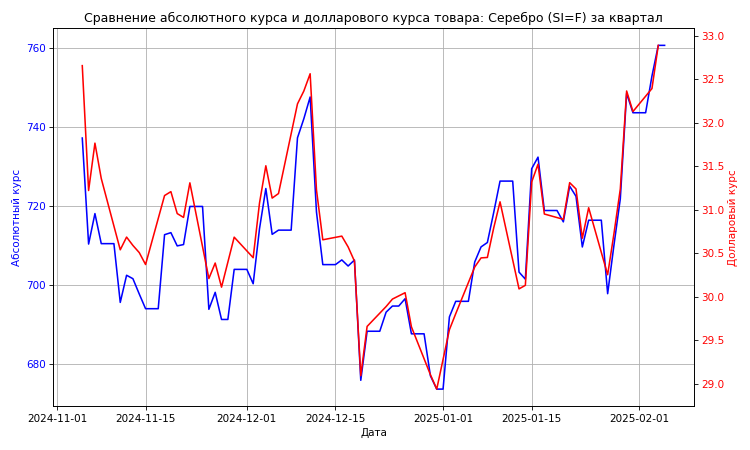 Сравнение абсолютного курса и долларового курса товара: Серебро (SI=F) за квартал
760
740
720
700
680
Абсолютный курс
33.0
32.5
32.0
31.5
31.0
30.5
30.0
29.5
29.0
Долларовый курс
2024-11-01 2024-11-15 2024-12-01 2024-12-15 2025-01-01 2025-01-15 2025-02-01
Дата